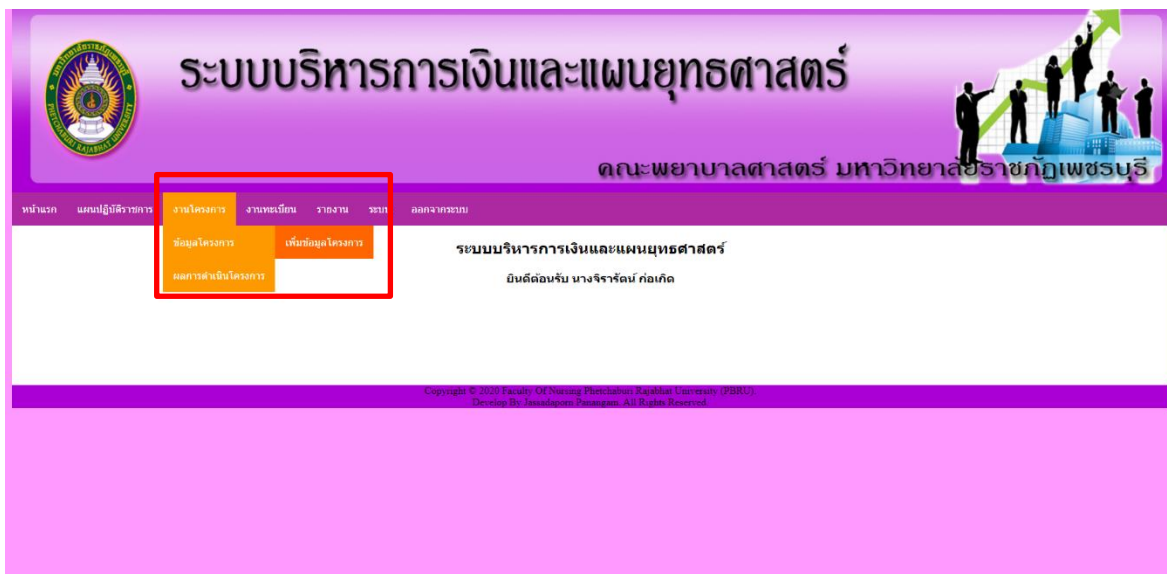 ระบบบริหารการเงินและแผนยุทธศาสตร์
คณะพยาบาลศาสตร์ มหาวิทยาลัยราชภัฏเพชรบุรี
หน้าแรก แผนปฏิบัติราชการ งานโครงการ งานทะเบียน รายงาน ระบบ ออกจากระบบ
ข้อมูลโครงการ เพิ่มข้อมูลโครงการ
ผลการดำเนินโครงการ
ระบบบริหารการเงินและแผนยุทธศาสตร์
ยินดีต้อนรับ นางจิรารัตน์ ก่อเกิด
Copyright © 2020 Faculty Of Nursing Phetchaburi Rajabhat University (PBRU).
Develop By Jassadaporn Panangam. All Rights Reserved.